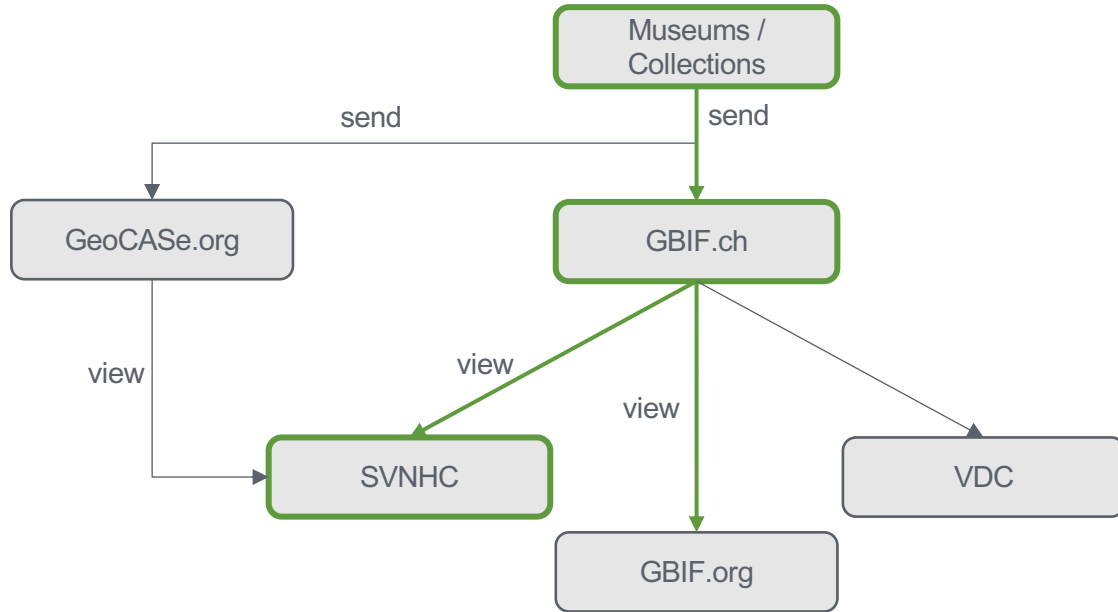 Museums /
Collections
send
send
GeoCASe.org
GBIF.ch
view
view
view
SVNHC
VDC
GBIF.org